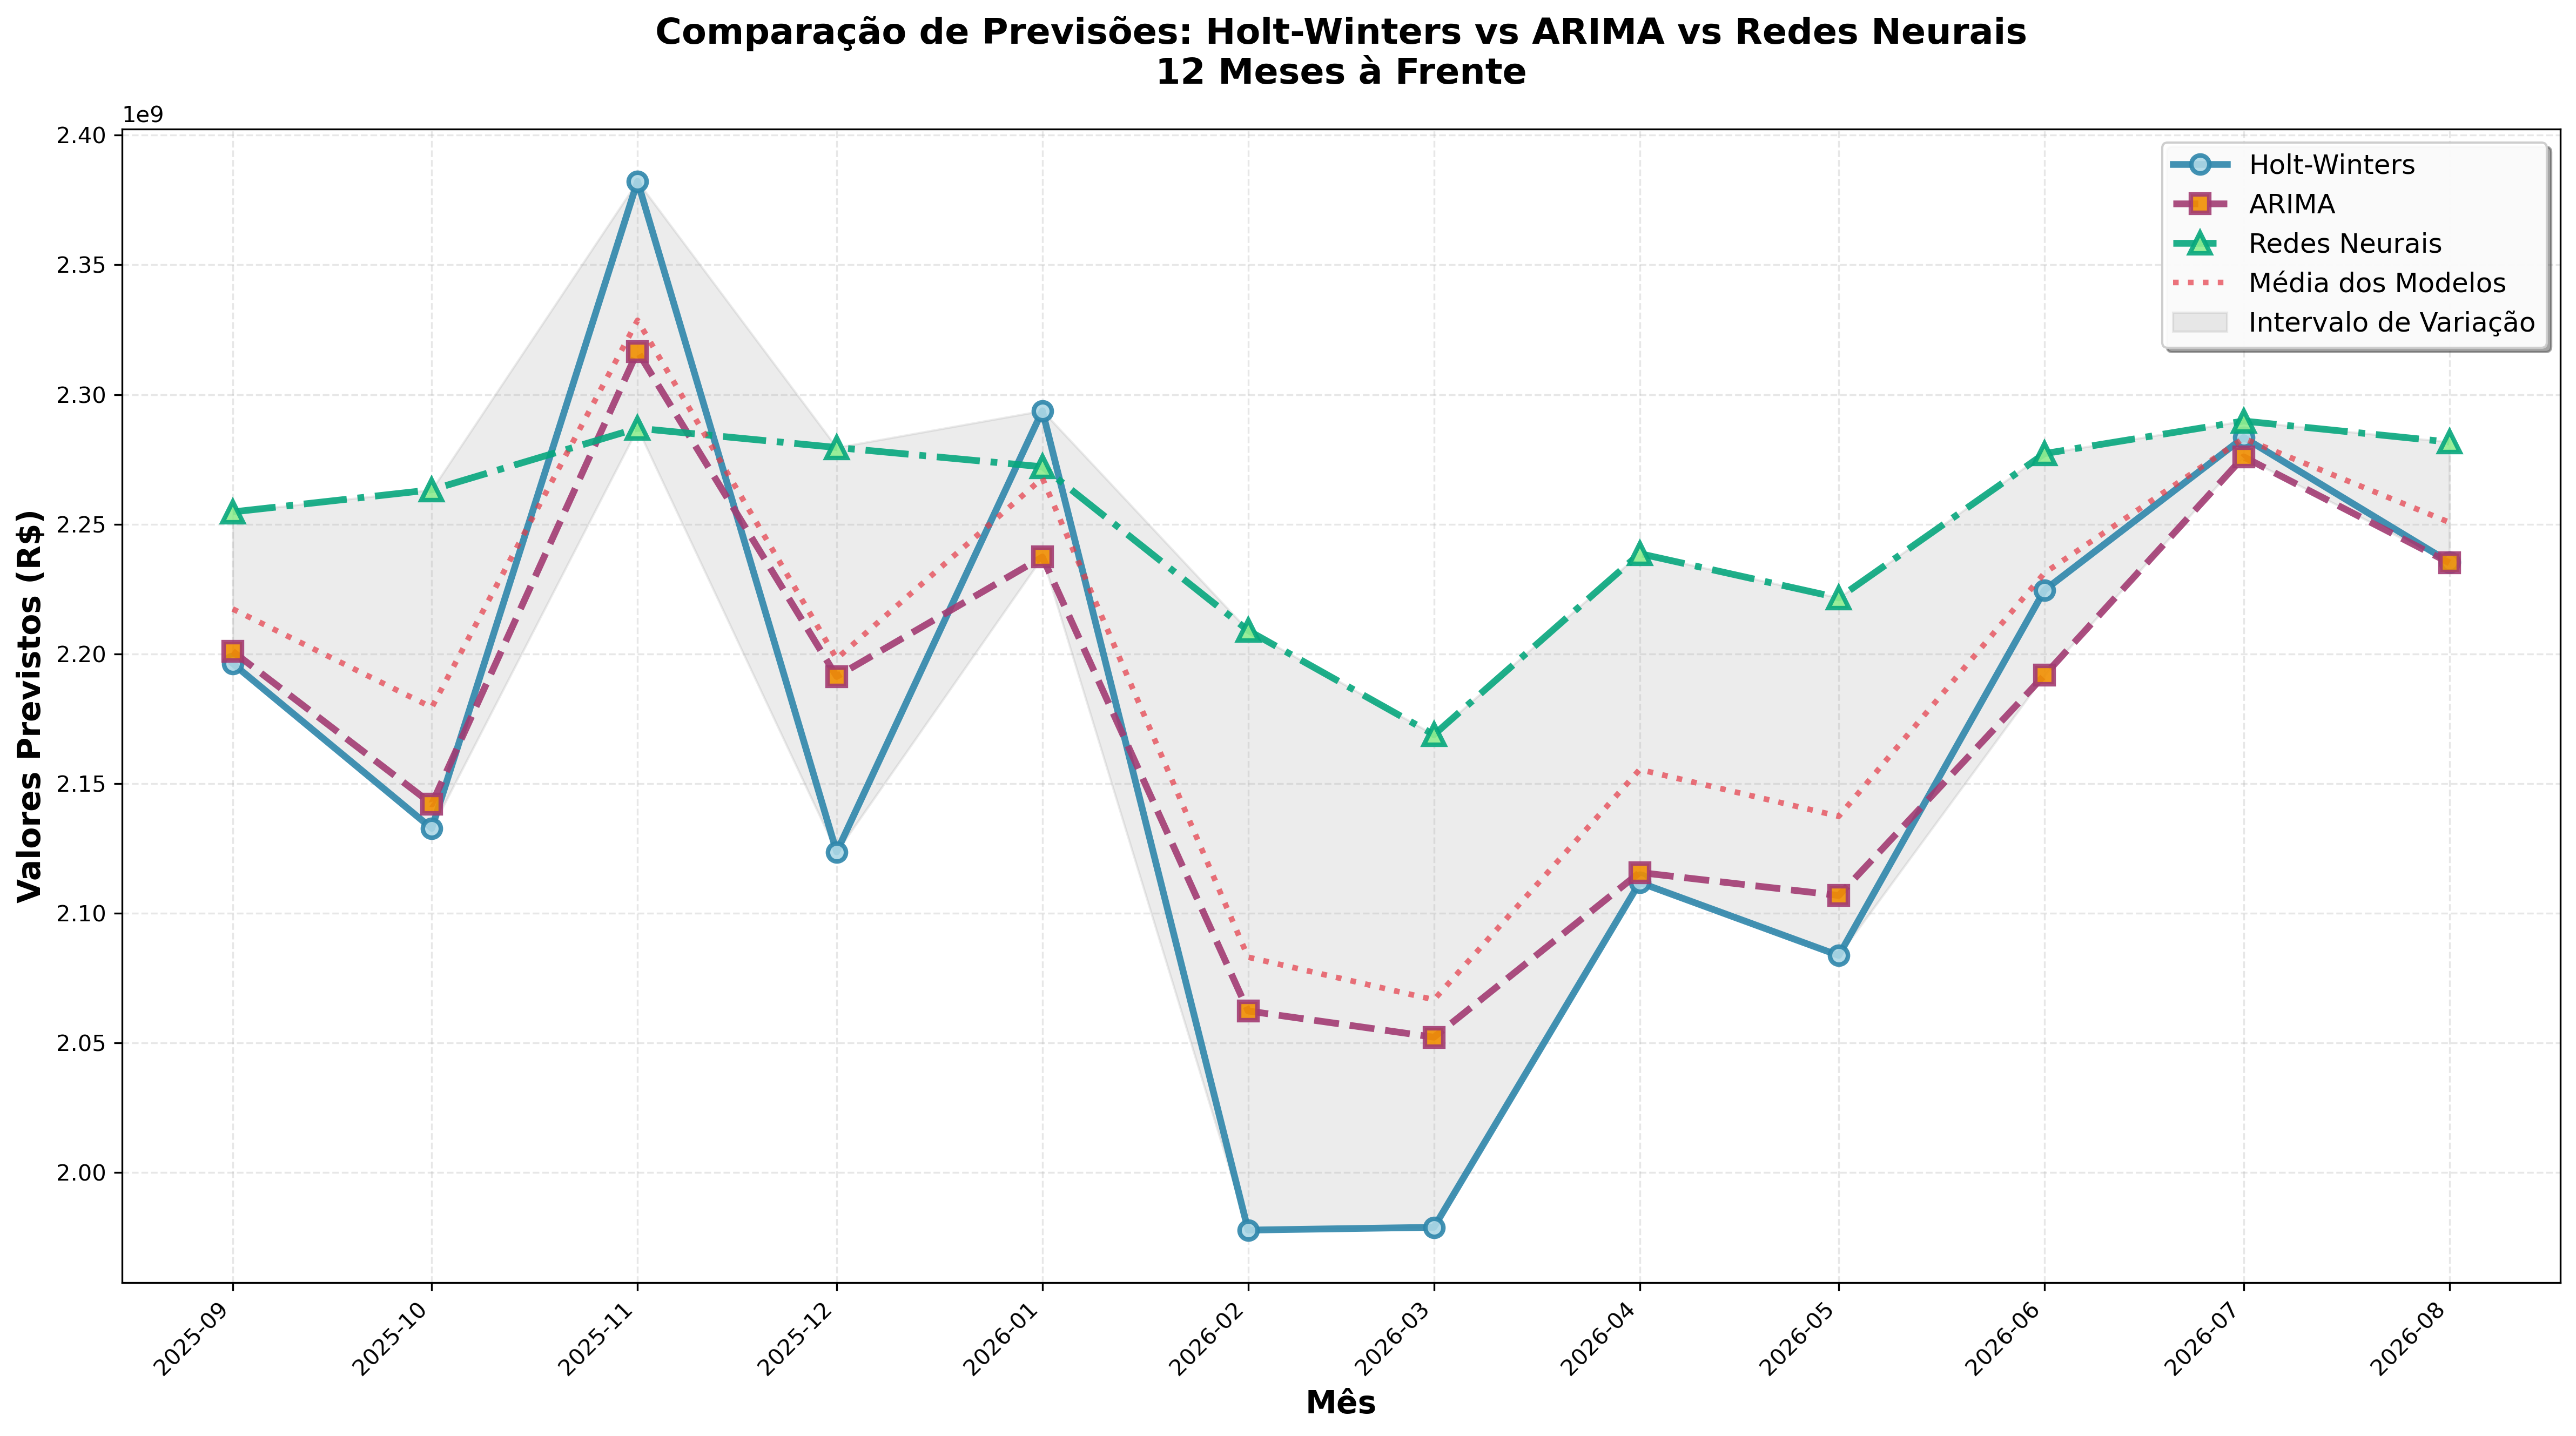 Comparação de Previsões: Holt-Winters vs ARIMA vs Redes Neurais
12 Meses à Frente
1e9
2.40
2.35
2.30
2.25
2.20
2.15
2.10
2.05
2.00
Valores Previstos (R$)
Holt-Winters
ARIMA
Redes Neurais
Média dos Modelos
Intervalo de Variação
2025-09
2025-10
2025-11
2025-12
2026-01
2026-02
2026-03
2026-04
2026-05
2026-06
2026-07
2026-08
Mês